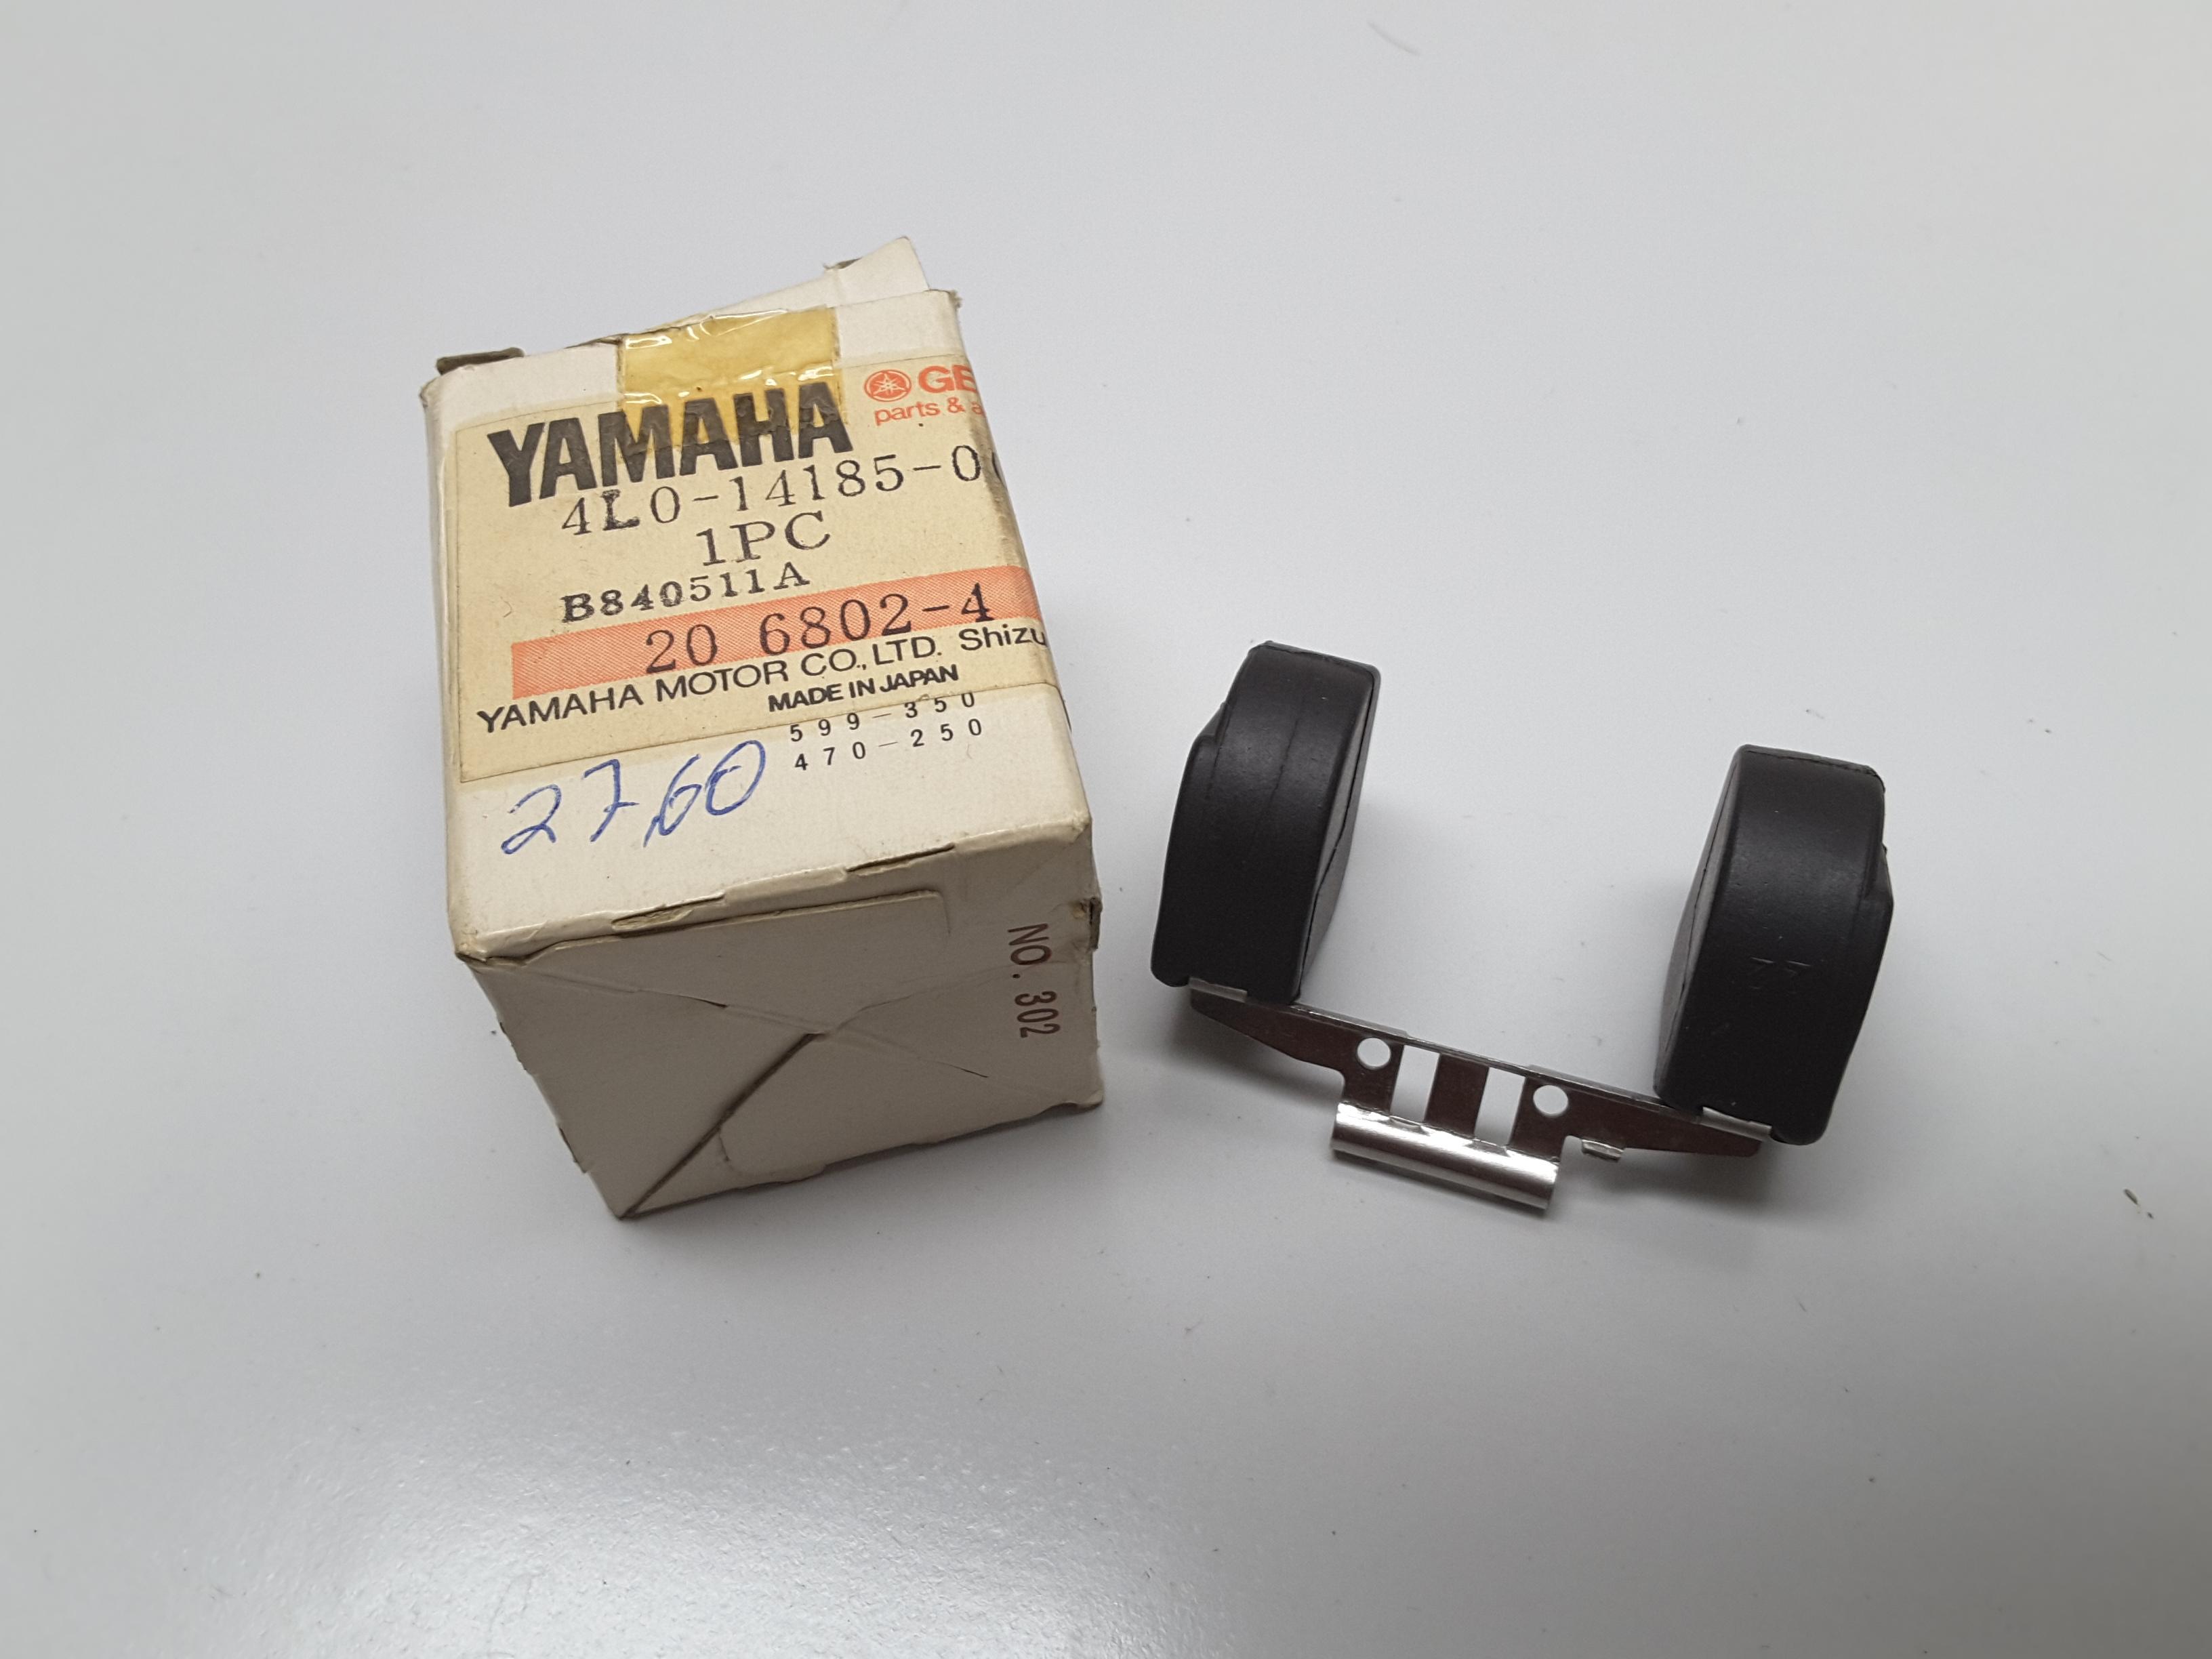 YAMAHA
GE
parts & a
4L0-14185-0
1PC
B840511A
20 6802-4
YAMAHA MOTOR CO.,LTD. Shizu
MADE IN JAPAN
599-350
470-250
27,60
NO. 302